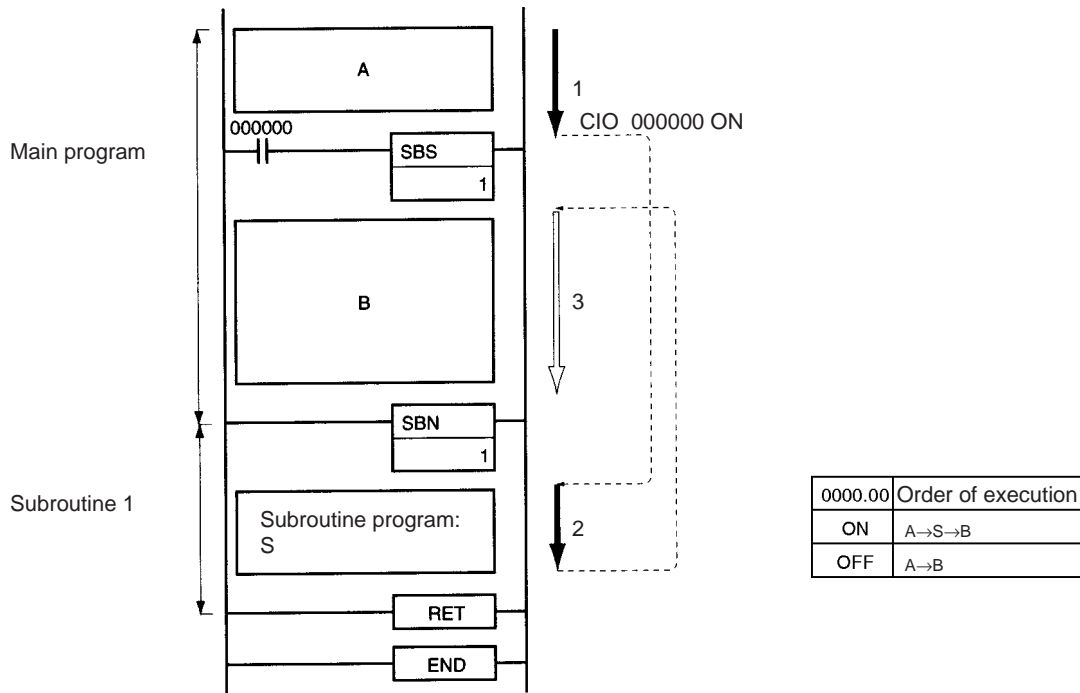 A
1
000000
CIO 000000 ON
Main program
SBS
1
B
3
SBN
1
Subroutine 1
Subroutine program:
S
2
0000.00 Order of execution
ON A→S→B
OFF A→B
RET
END